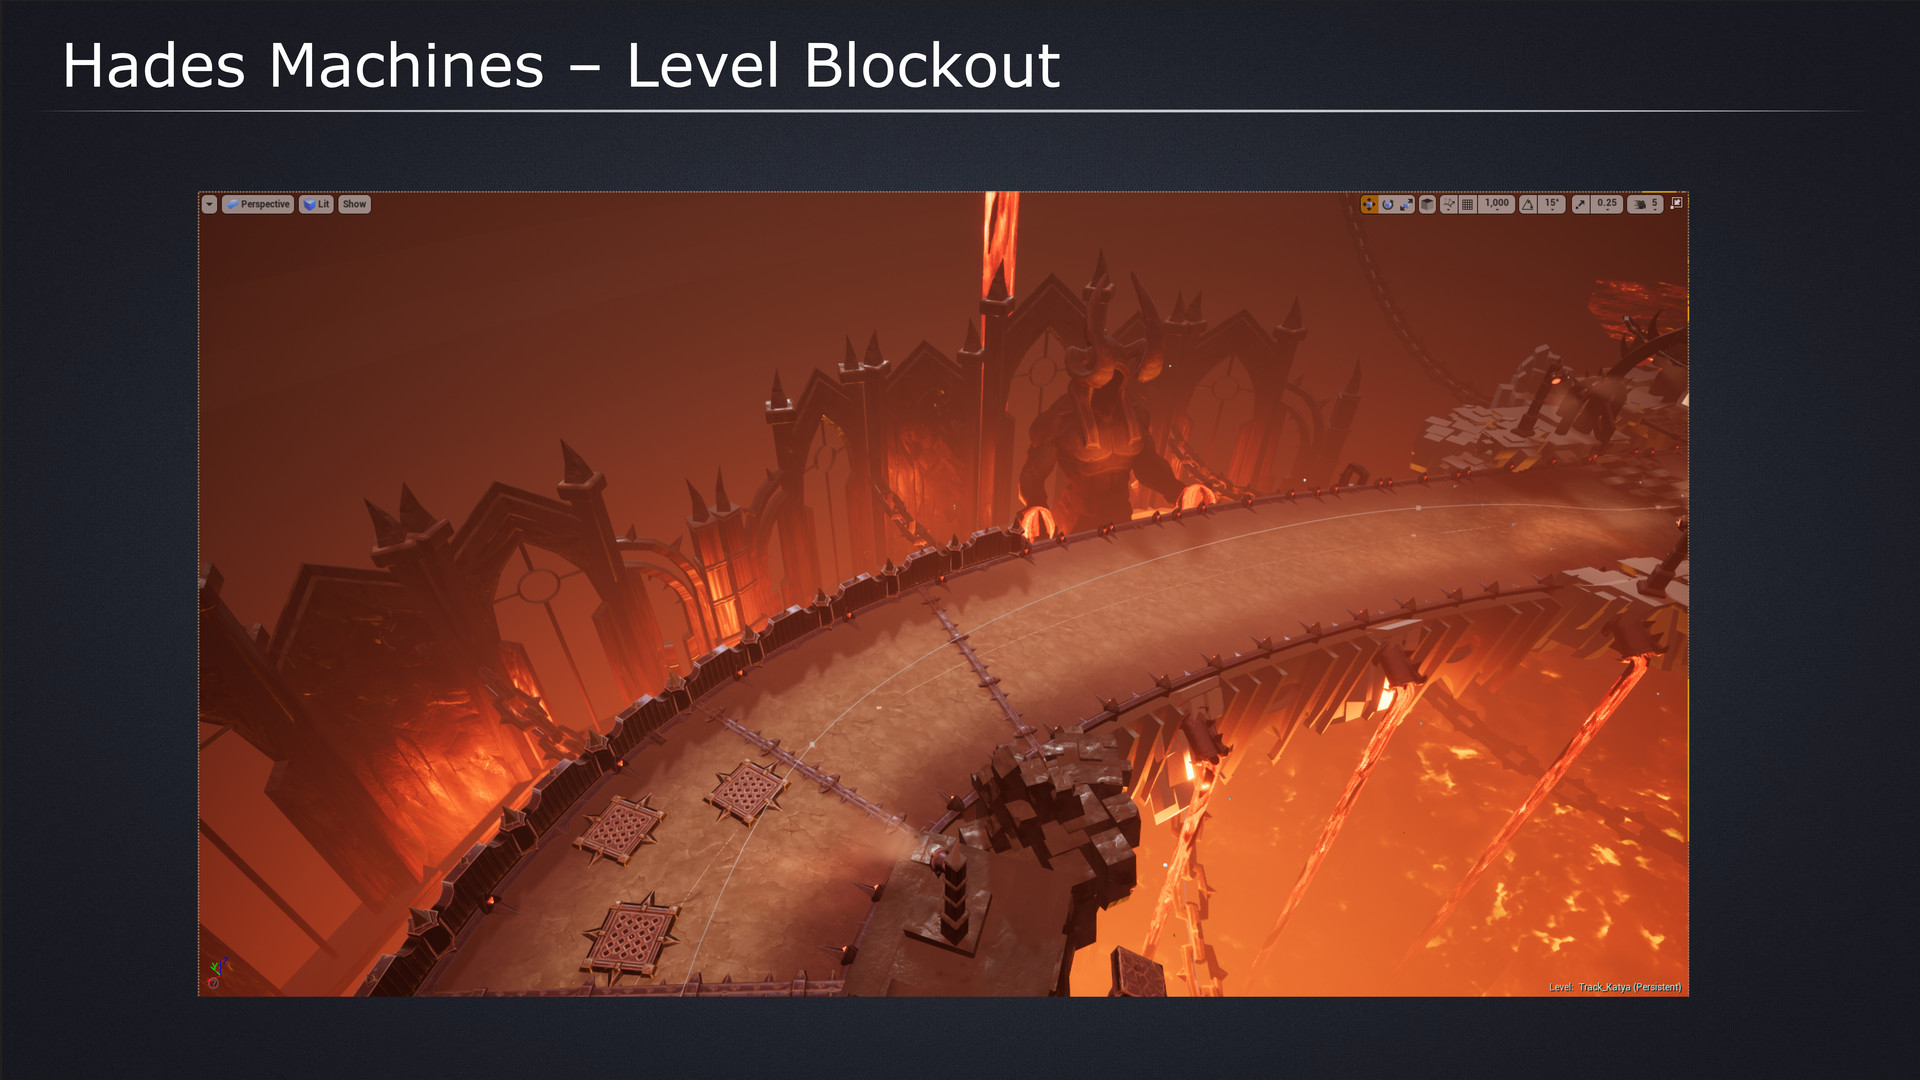 Hades Machines – Level Blockout
Perspective Lit Show 1,000 15° 0.25 5
Level: Track_Katya (Persistent)